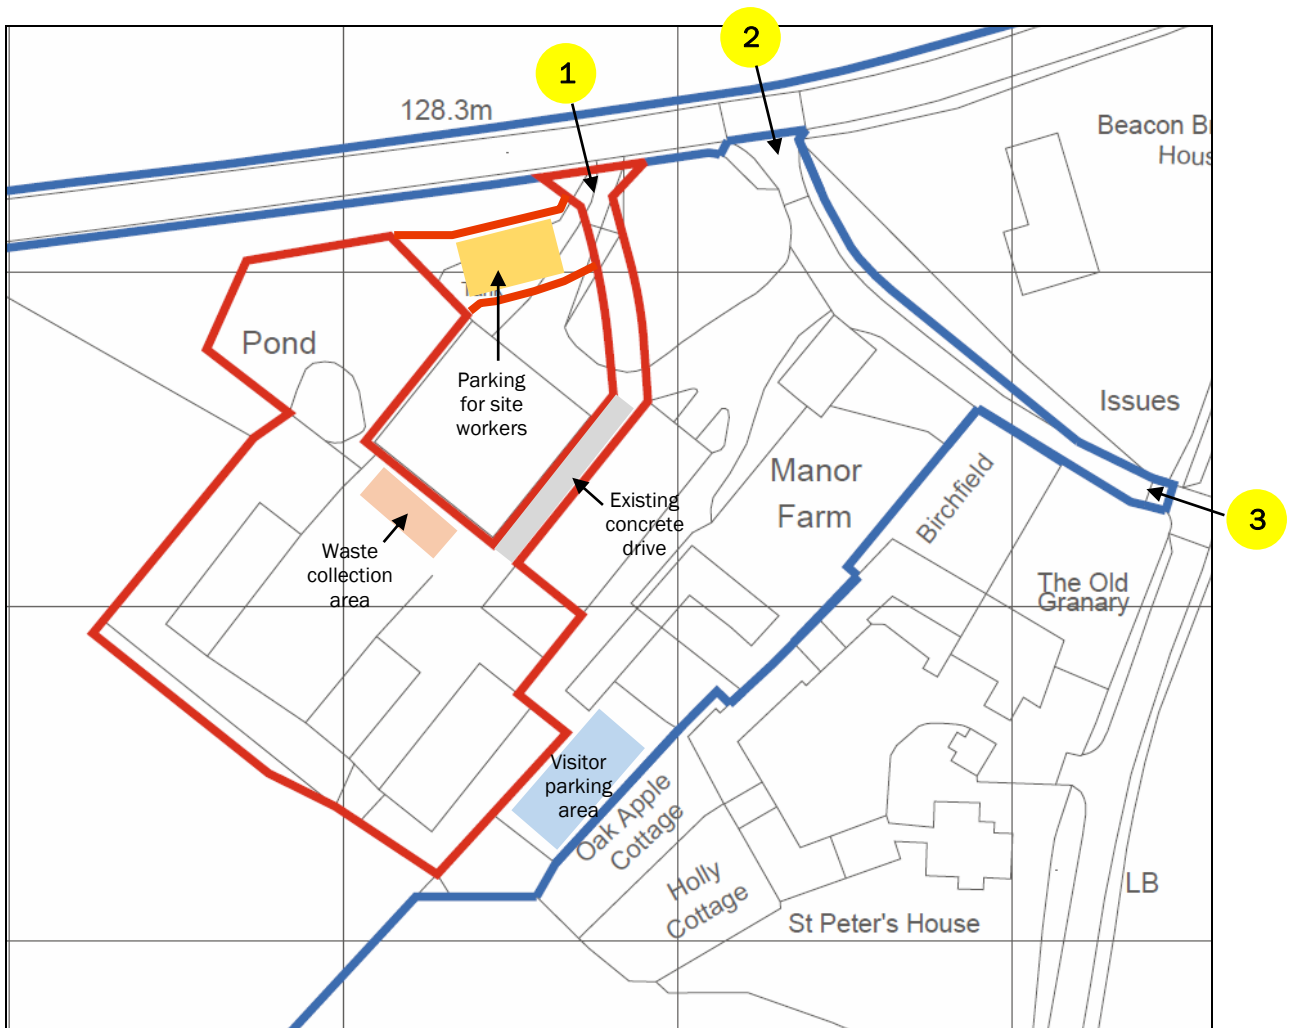 1
2
128.3m
Beacon B
Hous
Pond
Parking
for site
workers
Issues
Manor
Farm
Birchfield
Existing
concrete
drive
3
Waste
collection
area
The Old
Granary
Visitor
parking
area
Oak Apple
Cottage
Holly
Cottage
St Peter's House
LB